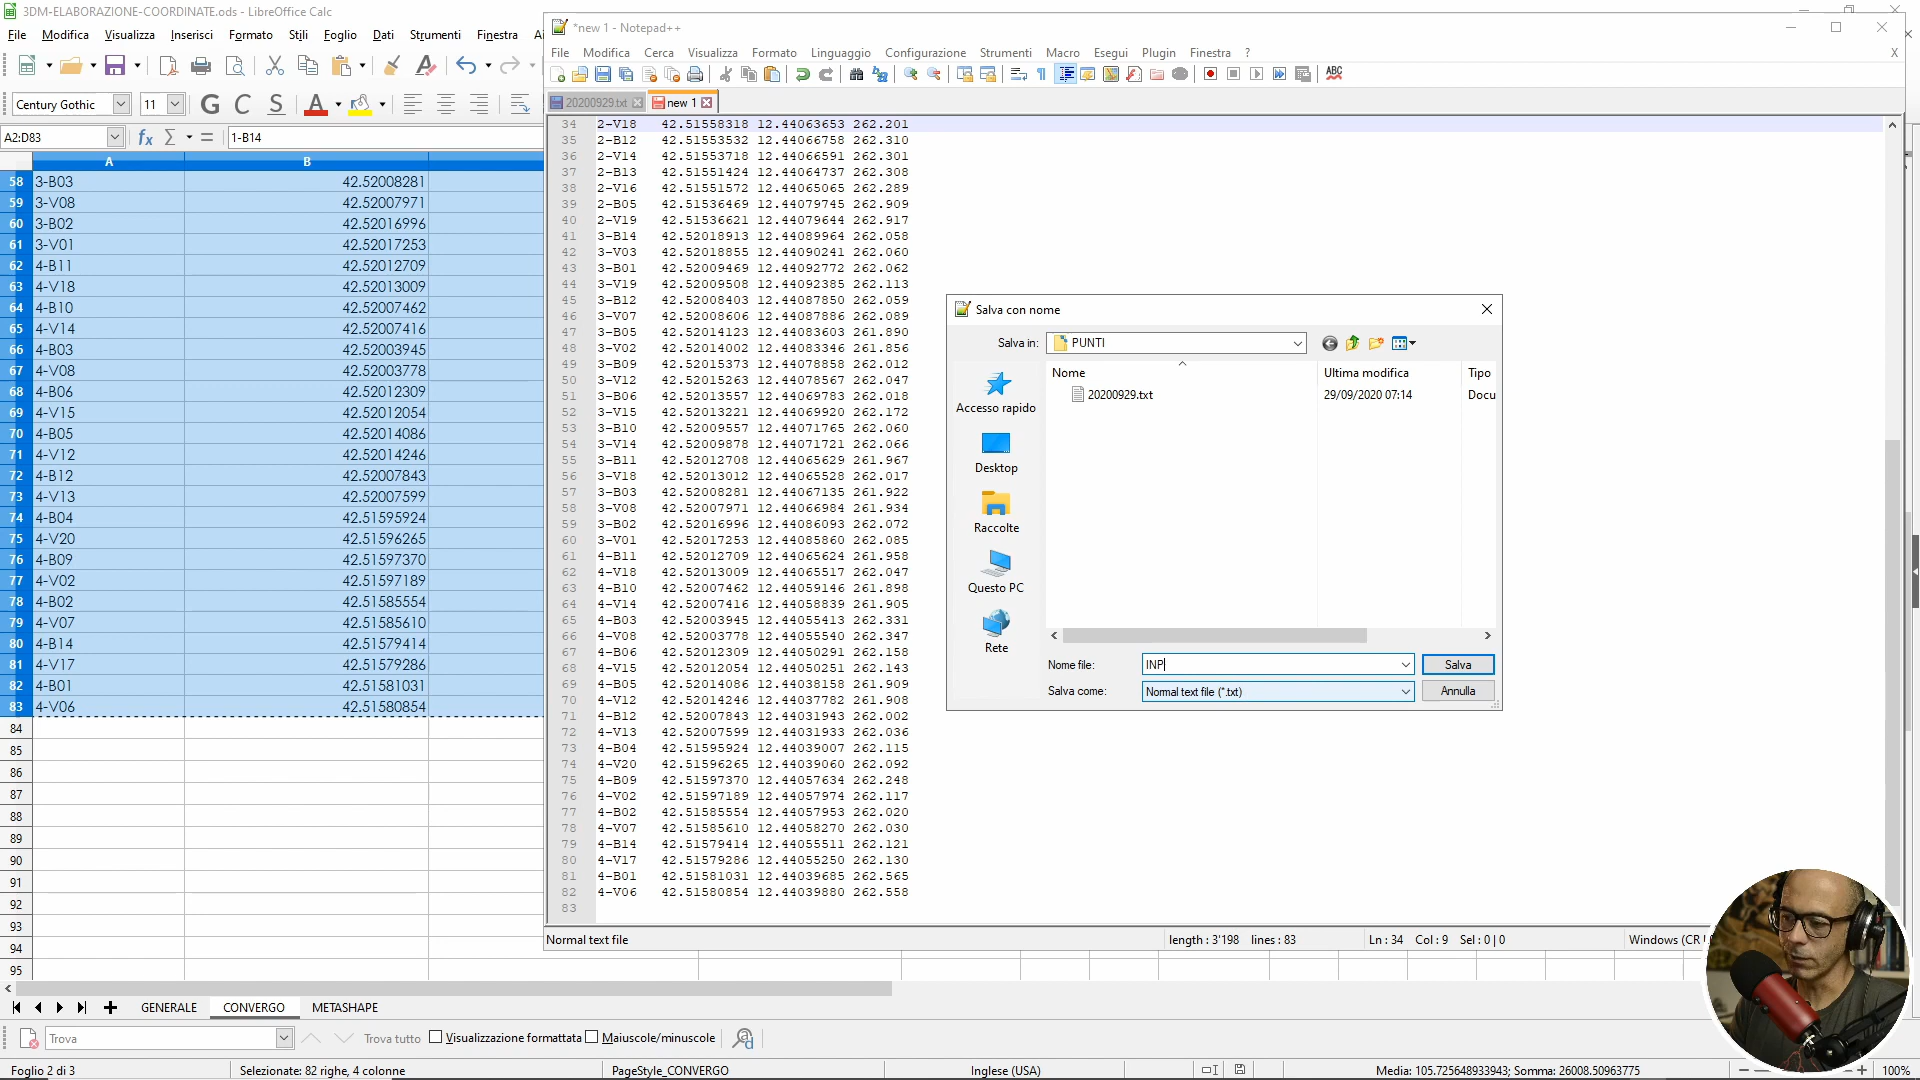 3DM-ELABORAZIONE-COORDINATE.ods - LibreOffice Calc
File Modifica Visualizza Inserisci Formato Stili Foglio Dati Strumenti Finestra
Century Gothic 11 G C S A
A2:D83 fx Σ = 1-B14
A B
58 3-B03 42.52008281
59 3-V08 42.52007971
60 3-B02 42.52016996
61 3-V01 42.52017253
62 4-B11 42.52012709
63 4-V18 42.52013009
64 4-B10 42.52007462
65 4-V14 42.52007416
66 4-B03 42.52003945
67 4-V08 42.52003778
68 4-B06 42.52012309
69 4-V15 42.52012054
70 4-B05 42.52014086
71 4-V12 42.52014246
72 4-B12 42.52007843
73 4-V13 42.52007599
74 4-B04 42.51595924
75 4-V20 42.51596265
76 4-B09 42.51597370
77 4-V02 42.51597189
78 4-B02 42.51585554
79 4-V07 42.51585610
80 4-B14 42.51579414
81 4-V17 42.51579286
82 4-B01 42.51581031
83 4-V06 42.51580854
84
85
86
87
88
89
90
91
92
93
94
95
GENERALE CONVERGO METASHAPE
Trova Trova tutto Visualizzazione formattata Maiuscole/minuscole
Foglio 2 di 3 Selezionate: 82 righe, 4 colonne PageStyle_CONVERGO Inglese (USA) Media: 105.725648933943; Somma: 26008.50963775 100%
*new 1 - Notepad++
File Modifica Cerca Visualizza Formato Linguaggio Configurazione Strumenti Macro Esegui Plugin Finestra ? X
ABC
20200929.txt new 1
34 2-V18 42.51558318 12.44063653 262.201
35 2-B12 42.51553532 12.44066758 262.310
36 2-V14 42.51553718 12.44066591 262.301
37 2-B13 42.51551424 12.44064737 262.308
38 2-V16 42.51551572 12.44065065 262.289
39 2-B05 42.51536469 12.44079745 262.909
40 2-V19 42.51536621 12.44079644 262.917
41 3-B14 42.52018913 12.44089964 262.058
42 3-V03 42.52018855 12.44090241 262.060
43 3-B01 42.52009469 12.44092772 262.062
44 3-V19 42.52009508 12.44092385 262.113
45 3-B12 42.52008403 12.44087850 262.059
46 3-V07 42.52008606 12.44087886 262.089
47 3-B05 42.52014123 12.44083603 261.890
48 3-V02 42.52014002 12.44083346 261.856
49 3-B09 42.52015373 12.44078858 262.012
50 3-V12 42.52015263 12.44078567 262.047
51 3-B06 42.52013557 12.44069783 262.018
52 3-V15 42.52013221 12.44069920 262.172
53 3-B10 42.52009557 12.44071765 262.060
54 3-V14 42.52009878 12.44071721 262.066
55 3-B11 42.52012708 12.44065629 261.967
56 3-V18 42.52013012 12.44065528 262.017
57 3-B03 42.52008281 12.44067135 261.922
58 3-V08 42.52007971 12.44066984 261.934
59 3-B02 42.52016996 12.44086093 262.072
60 3-V01 42.52017253 12.44085860 262.085
61 4-B11 42.52012709 12.44065624 261.958
62 4-V18 42.52013009 12.44065517 262.047
63 4-B10 42.52007462 12.44059146 261.898
64 4-V14 42.52007416 12.44058839 261.905
65 4-B03 42.52003945 12.44055413 262.331
66 4-V08 42.52003778 12.44055540 262.347
67 4-B06 42.52012309 12.44050291 262.158
68 4-V15 42.52012054 12.44050251 262.143
69 4-B05 42.52014086 12.44038158 261.909
70 4-V12 42.52014246 12.44037782 261.908
71 4-B12 42.52007843 12.44031943 262.002
72 4-V13 42.52007599 12.44031933 262.036
73 4-B04 42.51595924 12.44039007 262.115
74 4-V20 42.51596265 12.44039060 262.092
75 4-B09 42.51597370 12.44057634 262.248
76 4-V02 42.51597189 12.44057974 262.117
77 4-B02 42.51585554 12.44057953 262.020
78 4-V07 42.51585610 12.44058270 262.030
79 4-B14 42.51579414 12.44055511 262.121
80 4-V17 42.51579286 12.44055250 262.130
81 4-B01 42.51581031 12.44039685 262.565
82 4-V06 42.51580854 12.44039880 262.558
83
Normal text file length : 3'198 lines : 83 Ln : 34 Col : 9 Sel : 0 | 0 Windows (CR
Salva con nome
Salva in: PUNTI
Nome Ultima modifica Tipo
20200929.txt 29/09/2020 07:14 Docu
Accesso rapido
Desktop
Raccolte
Questo PC
Rete
Nome file: INP Salva
Salva come: Normal text file (*.txt) Annulla